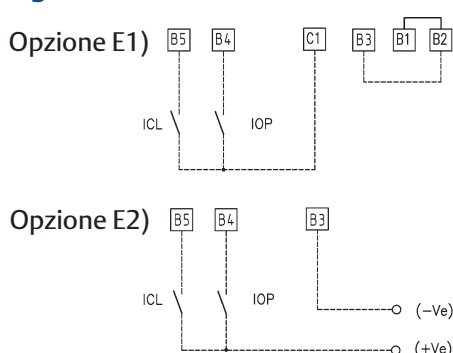 Opzione E1) B5 B4 C1 B3 B1 B2
ICL IOP
Opzione E2) B5 B4 B3
ICL IOP (-Ve)
(+Ve)